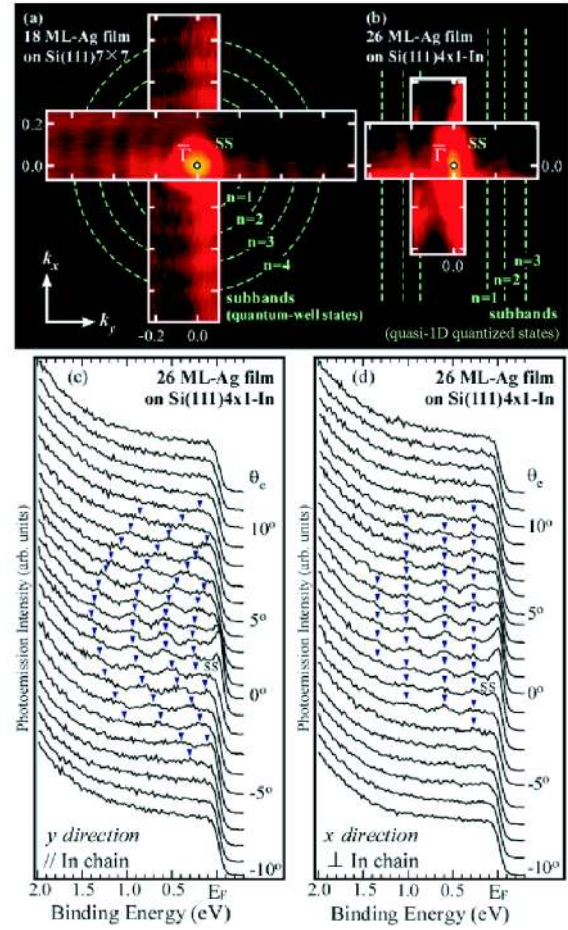 (a)
18 ML-Ag film
on Si(111)7×7
0.2
0.0
Γ
SS
n=1
n=2
n=3
n=4
subbands
(quantum-well states)
kx
ky
-0.2
0.0
(b)
26 ML-Ag film
on Si(111)4x1-In
Γ
SS
0.0
0.0
n=3
n=2
n=1
subbands
(quasi-1D quantized states)
(c)
26 ML-Ag film
on Si(111)4x1-In
θe
10°
5°
0°
-5°
-10°
SS
y direction
// In chain
Photoemission Intensity (arb. units)
2.0 1.5 1.0 0.5 EF
Binding Energy (eV)
(d)
26 ML-Ag film
on Si(111)4x1-In
θe
10°
5°
0°
-5°
-10°
SS
x direction
⊥ In chain
Photoemission Intensity (arb. units)
2.0 1.5 1.0 0.5 EF
Binding Energy (eV)